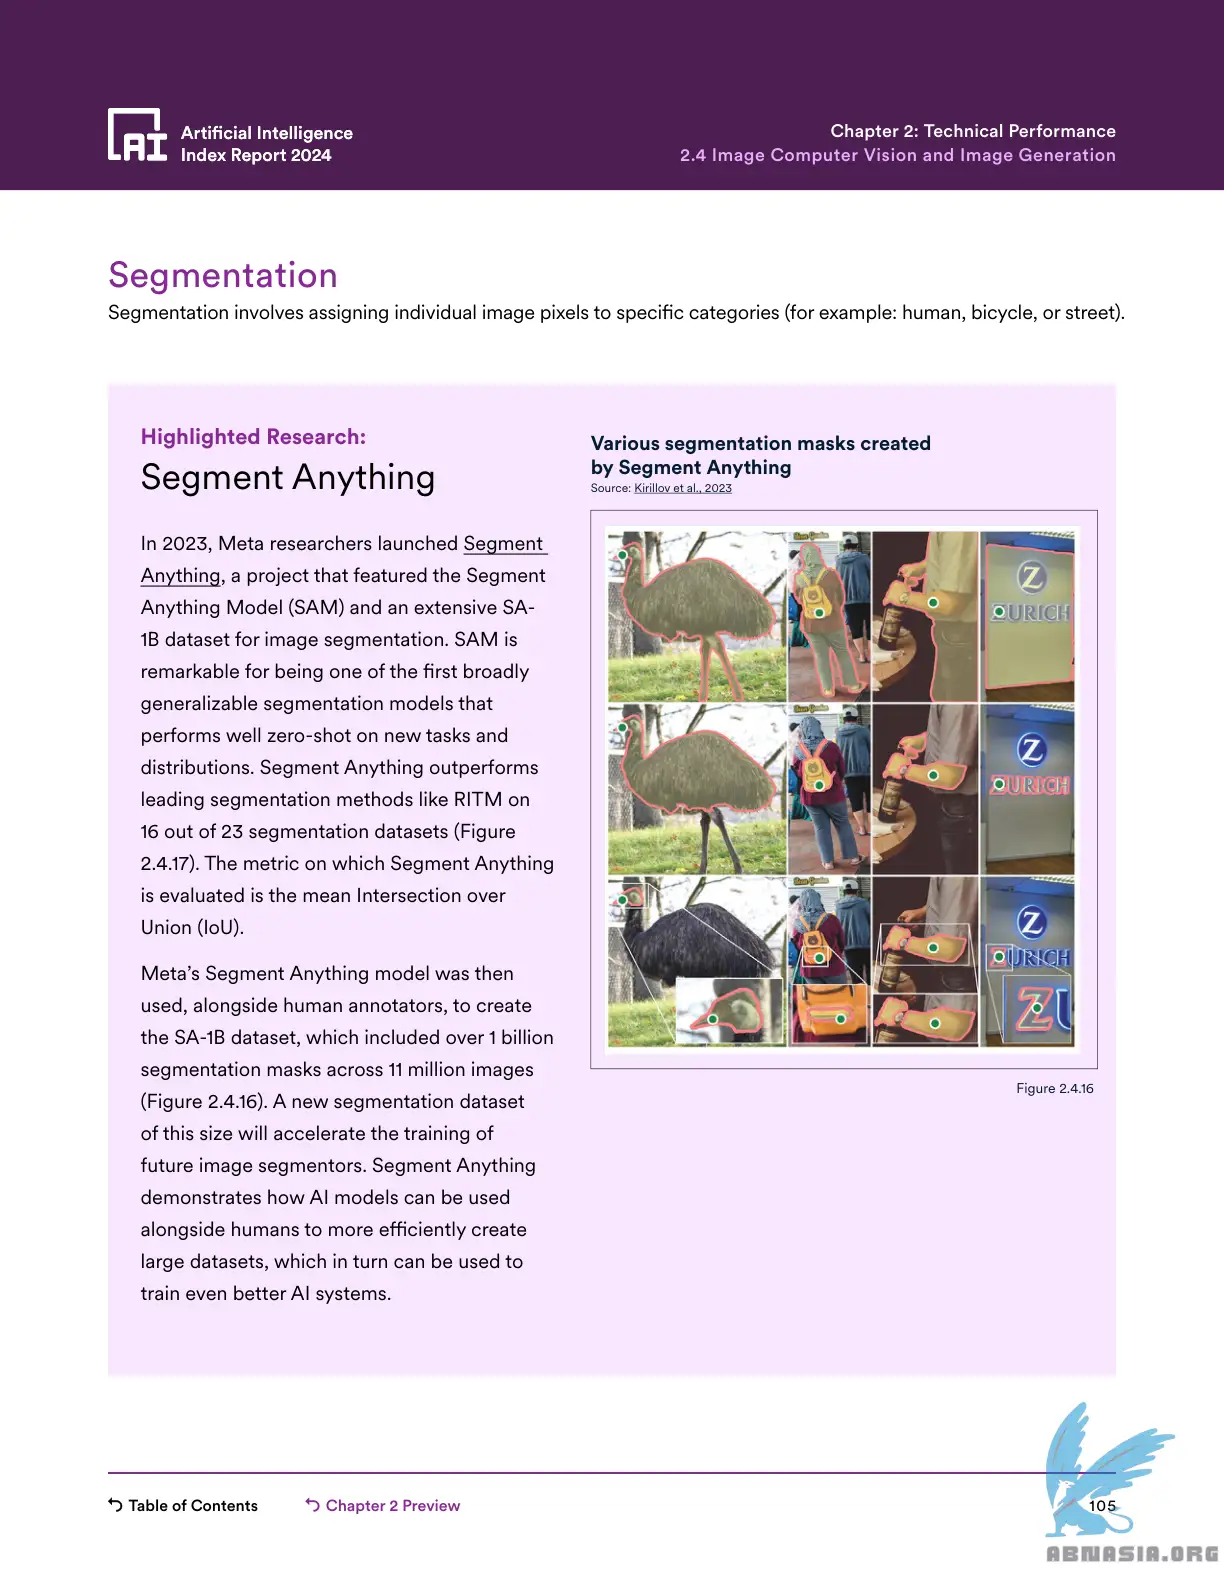 Artificial Intelligence
Index Report 2024
Chapter 2: Technical Performance
2.4 Image Computer Vision and Image Generation
Segmentation
Segmentation involves assigning individual image pixels to specific categories (for example: human, bicycle, or street).
Highlighted Research:
Segment Anything
In 2023, Meta researchers launched Segment
Anything, a project that featured the Segment
Anything Model (SAM) and an extensive SA-
1B dataset for image segmentation. SAM is
remarkable for being one of the first broadly
generalizable segmentation models that
performs well zero-shot on new tasks and
distributions. Segment Anything outperforms
leading segmentation methods like RITM on
16 out of 23 segmentation datasets (Figure
2.4.17). The metric on which Segment Anything
is evaluated is the mean Intersection over
Union (IoU).
Meta’s Segment Anything model was then
used, alongside human annotators, to create
the SA-1B dataset, which included over 1 billion
segmentation masks across 11 million images
(Figure 2.4.16). A new segmentation dataset
of this size will accelerate the training of
future image segmentors. Segment Anything
demonstrates how AI models can be used
alongside humans to more efficiently create
large datasets, which in turn can be used to
train even better AI systems.
Various segmentation masks created
by Segment Anything
Source: Kirillov et al., 2023
Z
ZURICH
Z
ZURICH
Z
ZURICH
Z
Figure 2.4.16
Table of Contents
Chapter 2 Preview
105
ABNASIA.ORG